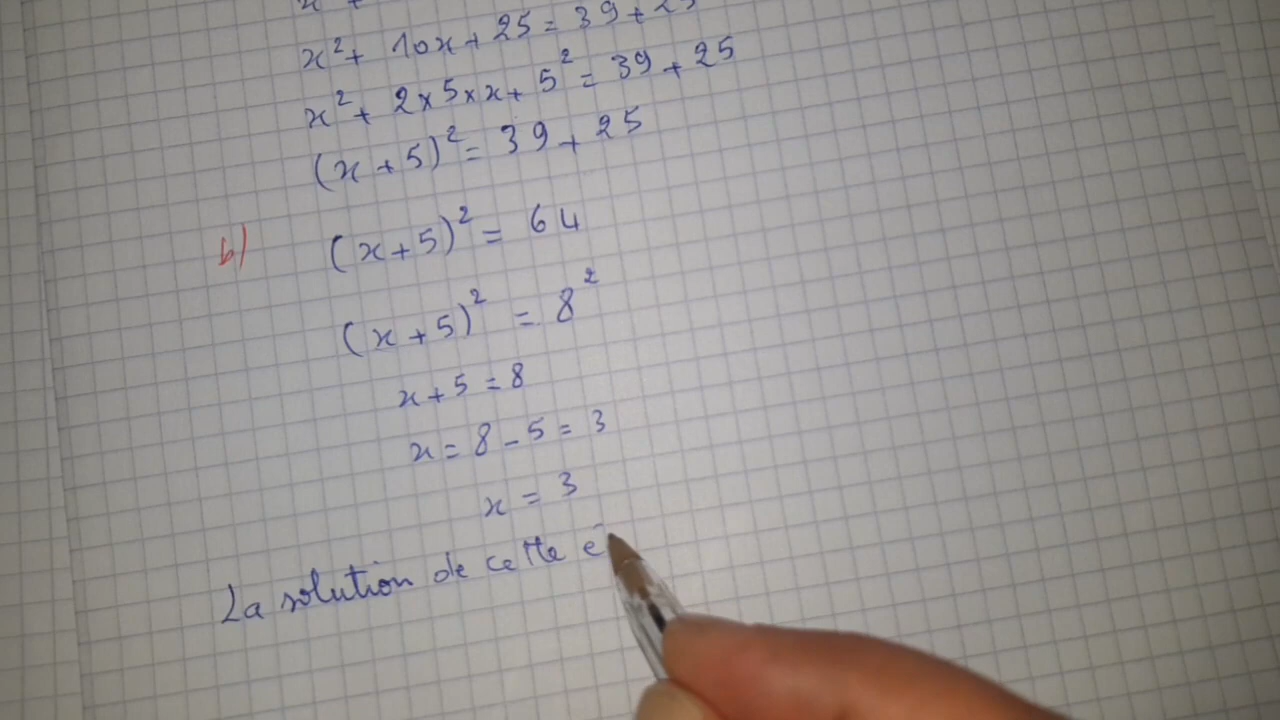 x² +
x² + 10x + 25 = 39 + 25
x² + 2 × 5 × x + 5² = 39 + 25
(x + 5)² = 39 + 25
b) (x + 5)² = 64
(x + 5)² = 8²
x + 5 = 8
x = 8 - 5 = 3
x = 3
La solution de cette é